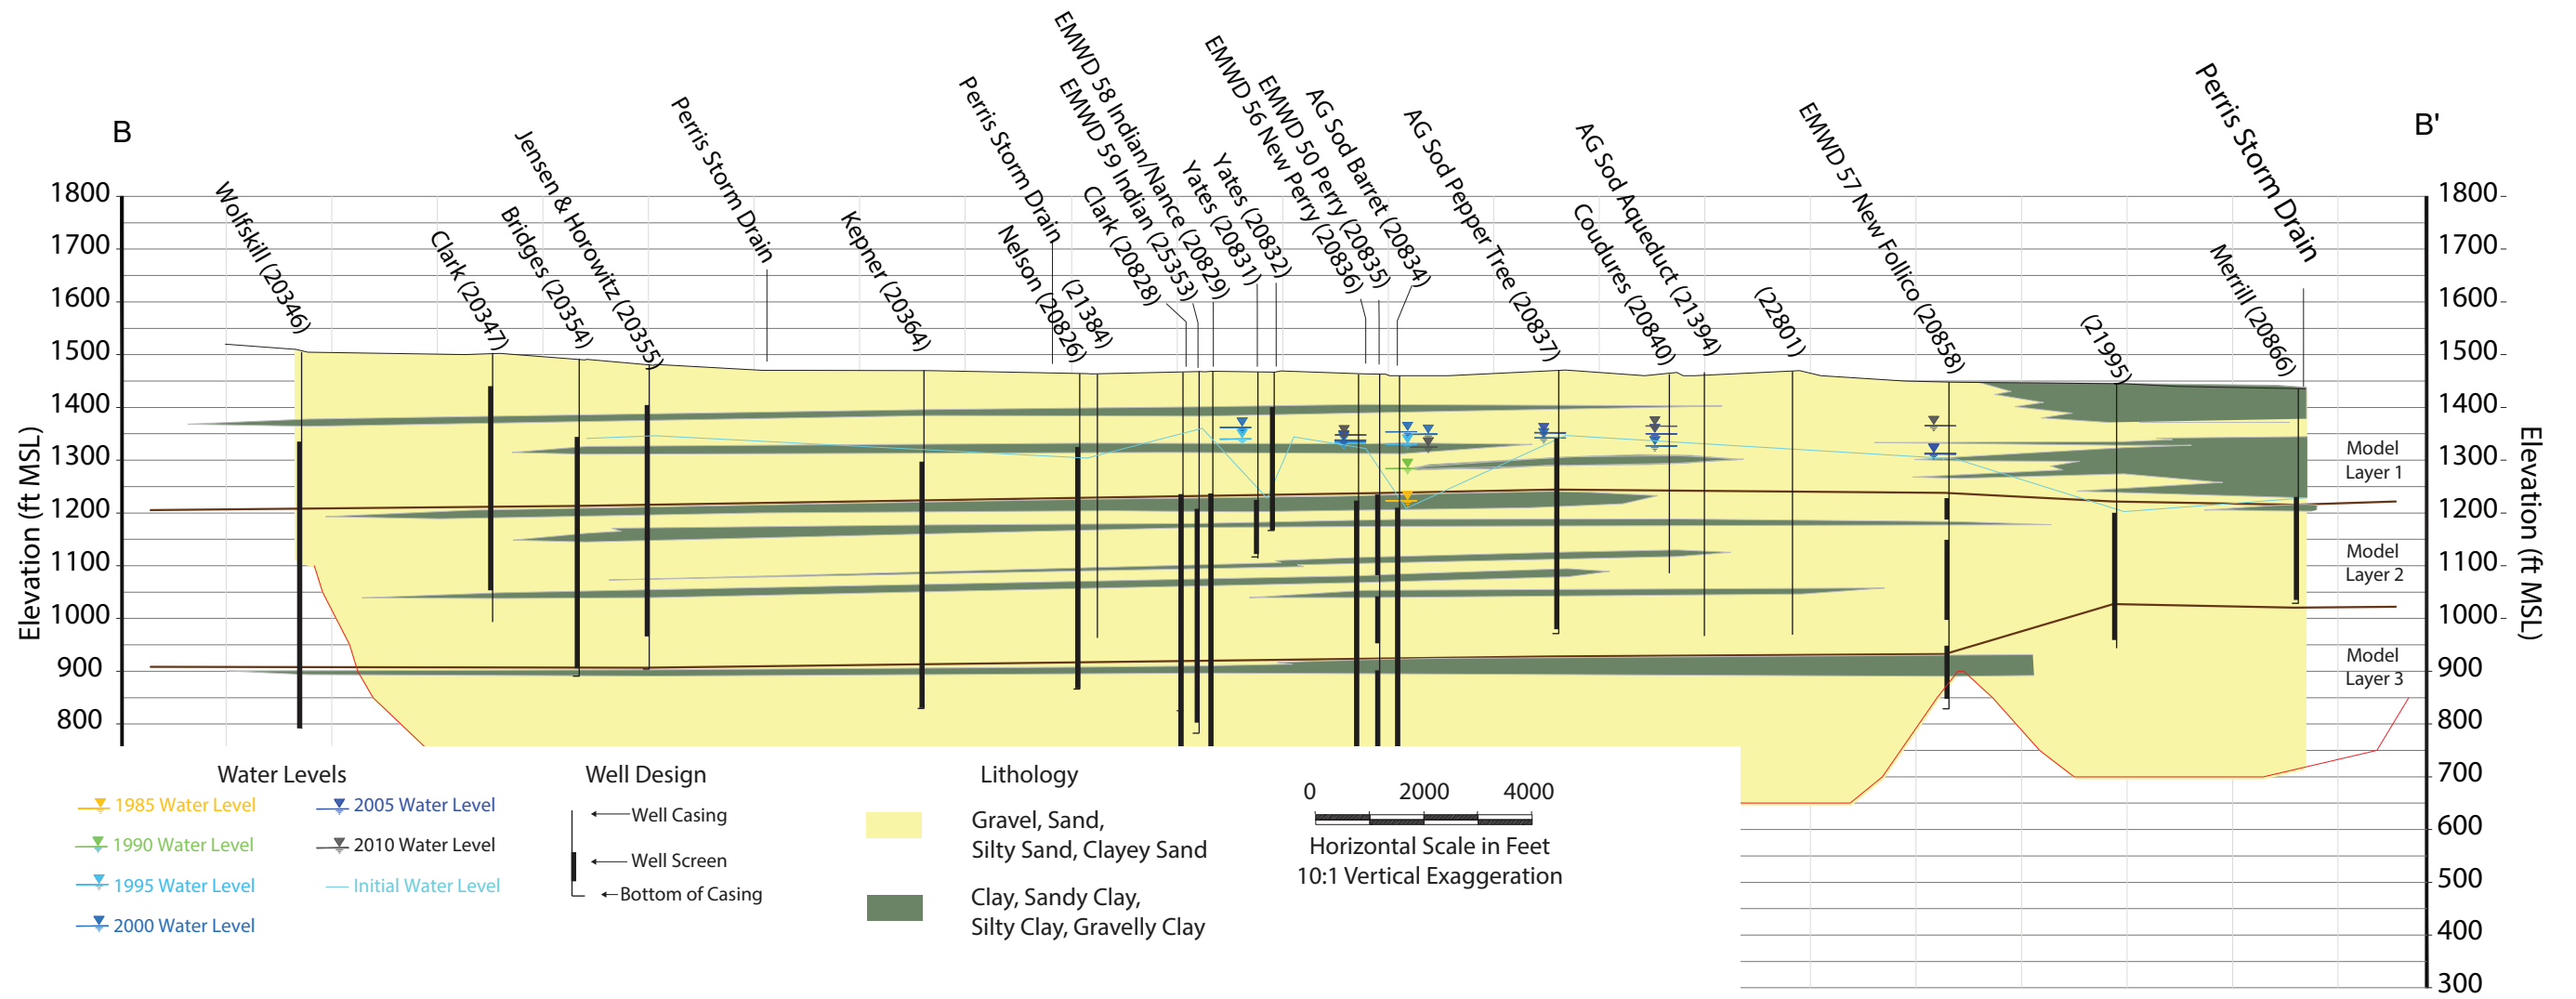 B
B'
Wolfskill (20346)
Clark (20347)
Bridges (20354)
Jensen & Horowitz (20355)
Perris Storm Drain
Kepner (20364)
Perris Storm Drain
Nelson (20826)
(21384)
Clark (20828)
EMWD 59 Indian (25353)
EMWD 58 Indian/Nance (20829)
Yates (20831)
Yates (20832)
EMWD 56 New Perry (20836)
EMWD 50 Perry (20835)
AG Sod Barret (20834)
AG Sod Pepper Tree (20837)
Coudures (20840)
AG Sod Aqueduct (21394)
(22801)
EMWD 57 New Follico (20858)
(21995)
Merrill (20866)
Perris Storm Drain
Elevation (ft MSL)
1800
1700
1600
1500
1400
1300
1200
1100
1000
900
800
1800
1700
1600
1500
1400
1300
1200
1100
1000
900
800
700
600
500
400
300
Elevation (ft MSL)
Model
Layer 1
Model
Layer 2
Model
Layer 3
Water Levels
1985 Water Level
1990 Water Level
1995 Water Level
2000 Water Level
2005 Water Level
2010 Water Level
Initial Water Level
Well Design
Well Casing
Well Screen
Bottom of Casing
Lithology
Gravel, Sand,
Silty Sand, Clayey Sand
Clay, Sandy Clay,
Silty Clay, Gravelly Clay
0 2000 4000
Horizontal Scale in Feet
10:1 Vertical Exaggeration